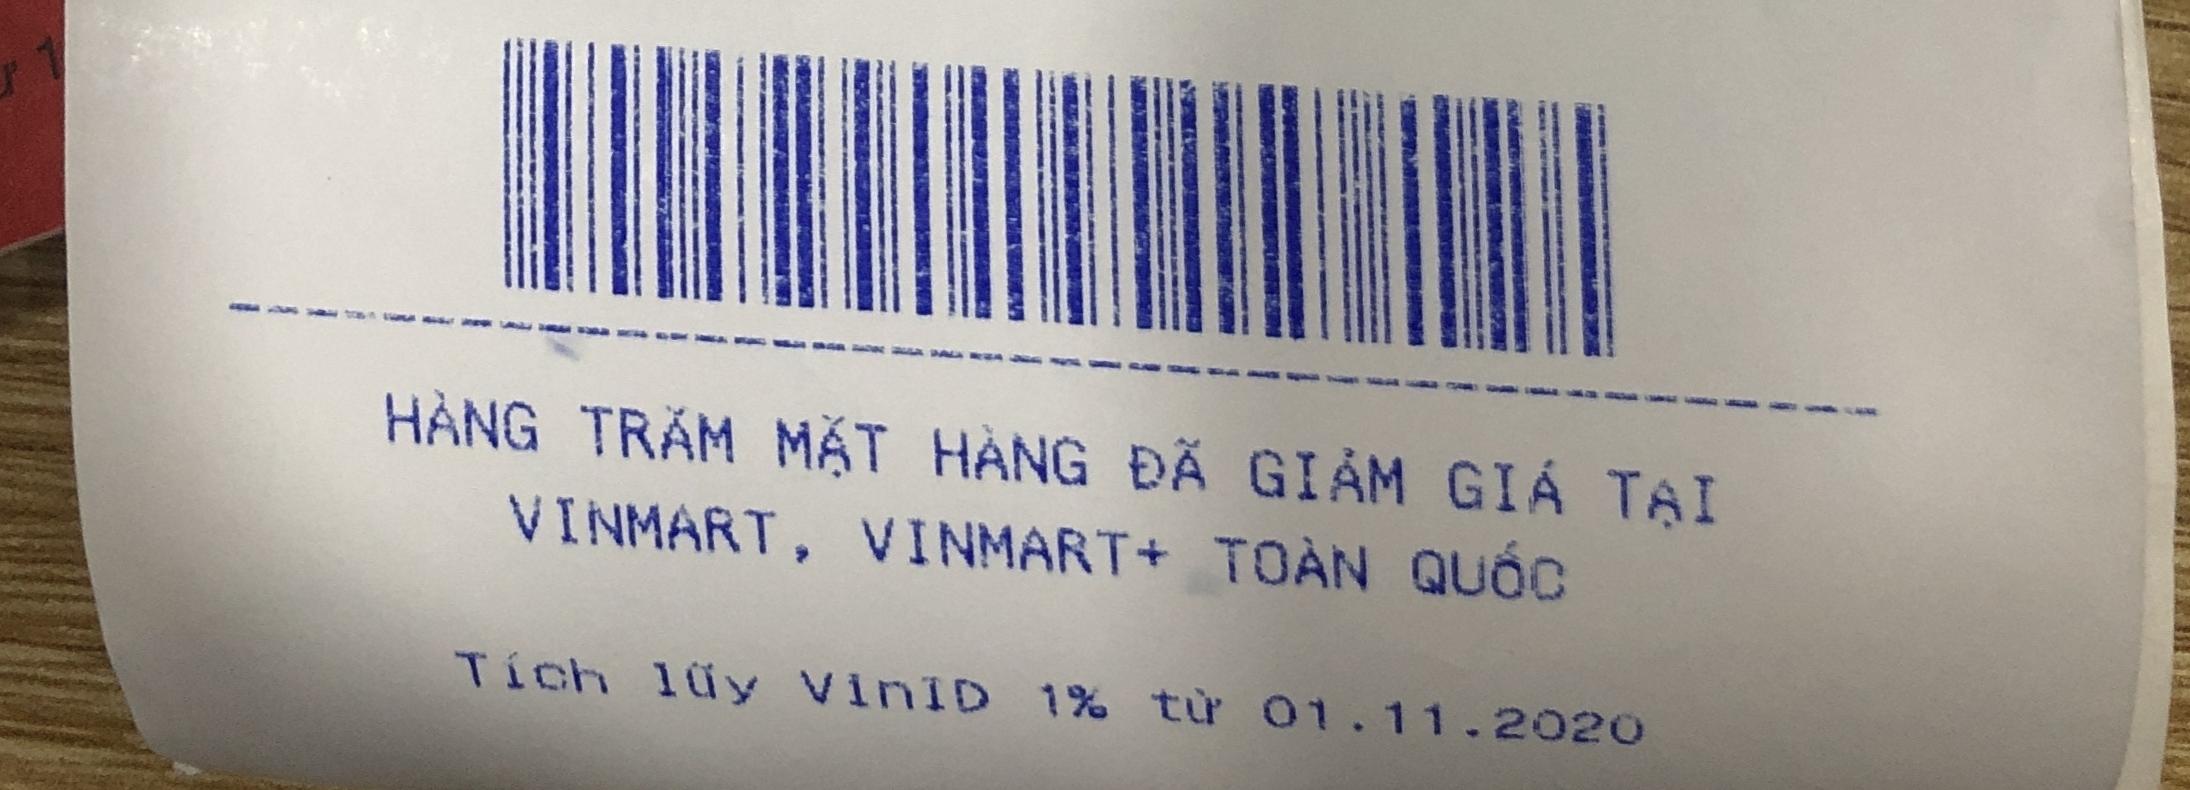 Ừ 1
HÀNG TRĂM MẶT HÀNG ĐÃ GIẢM GIÁ TẠI
VINMART, VINMART+ TOÀN QUỐC
Tích lũy VinID 1% từ 01.11.2020